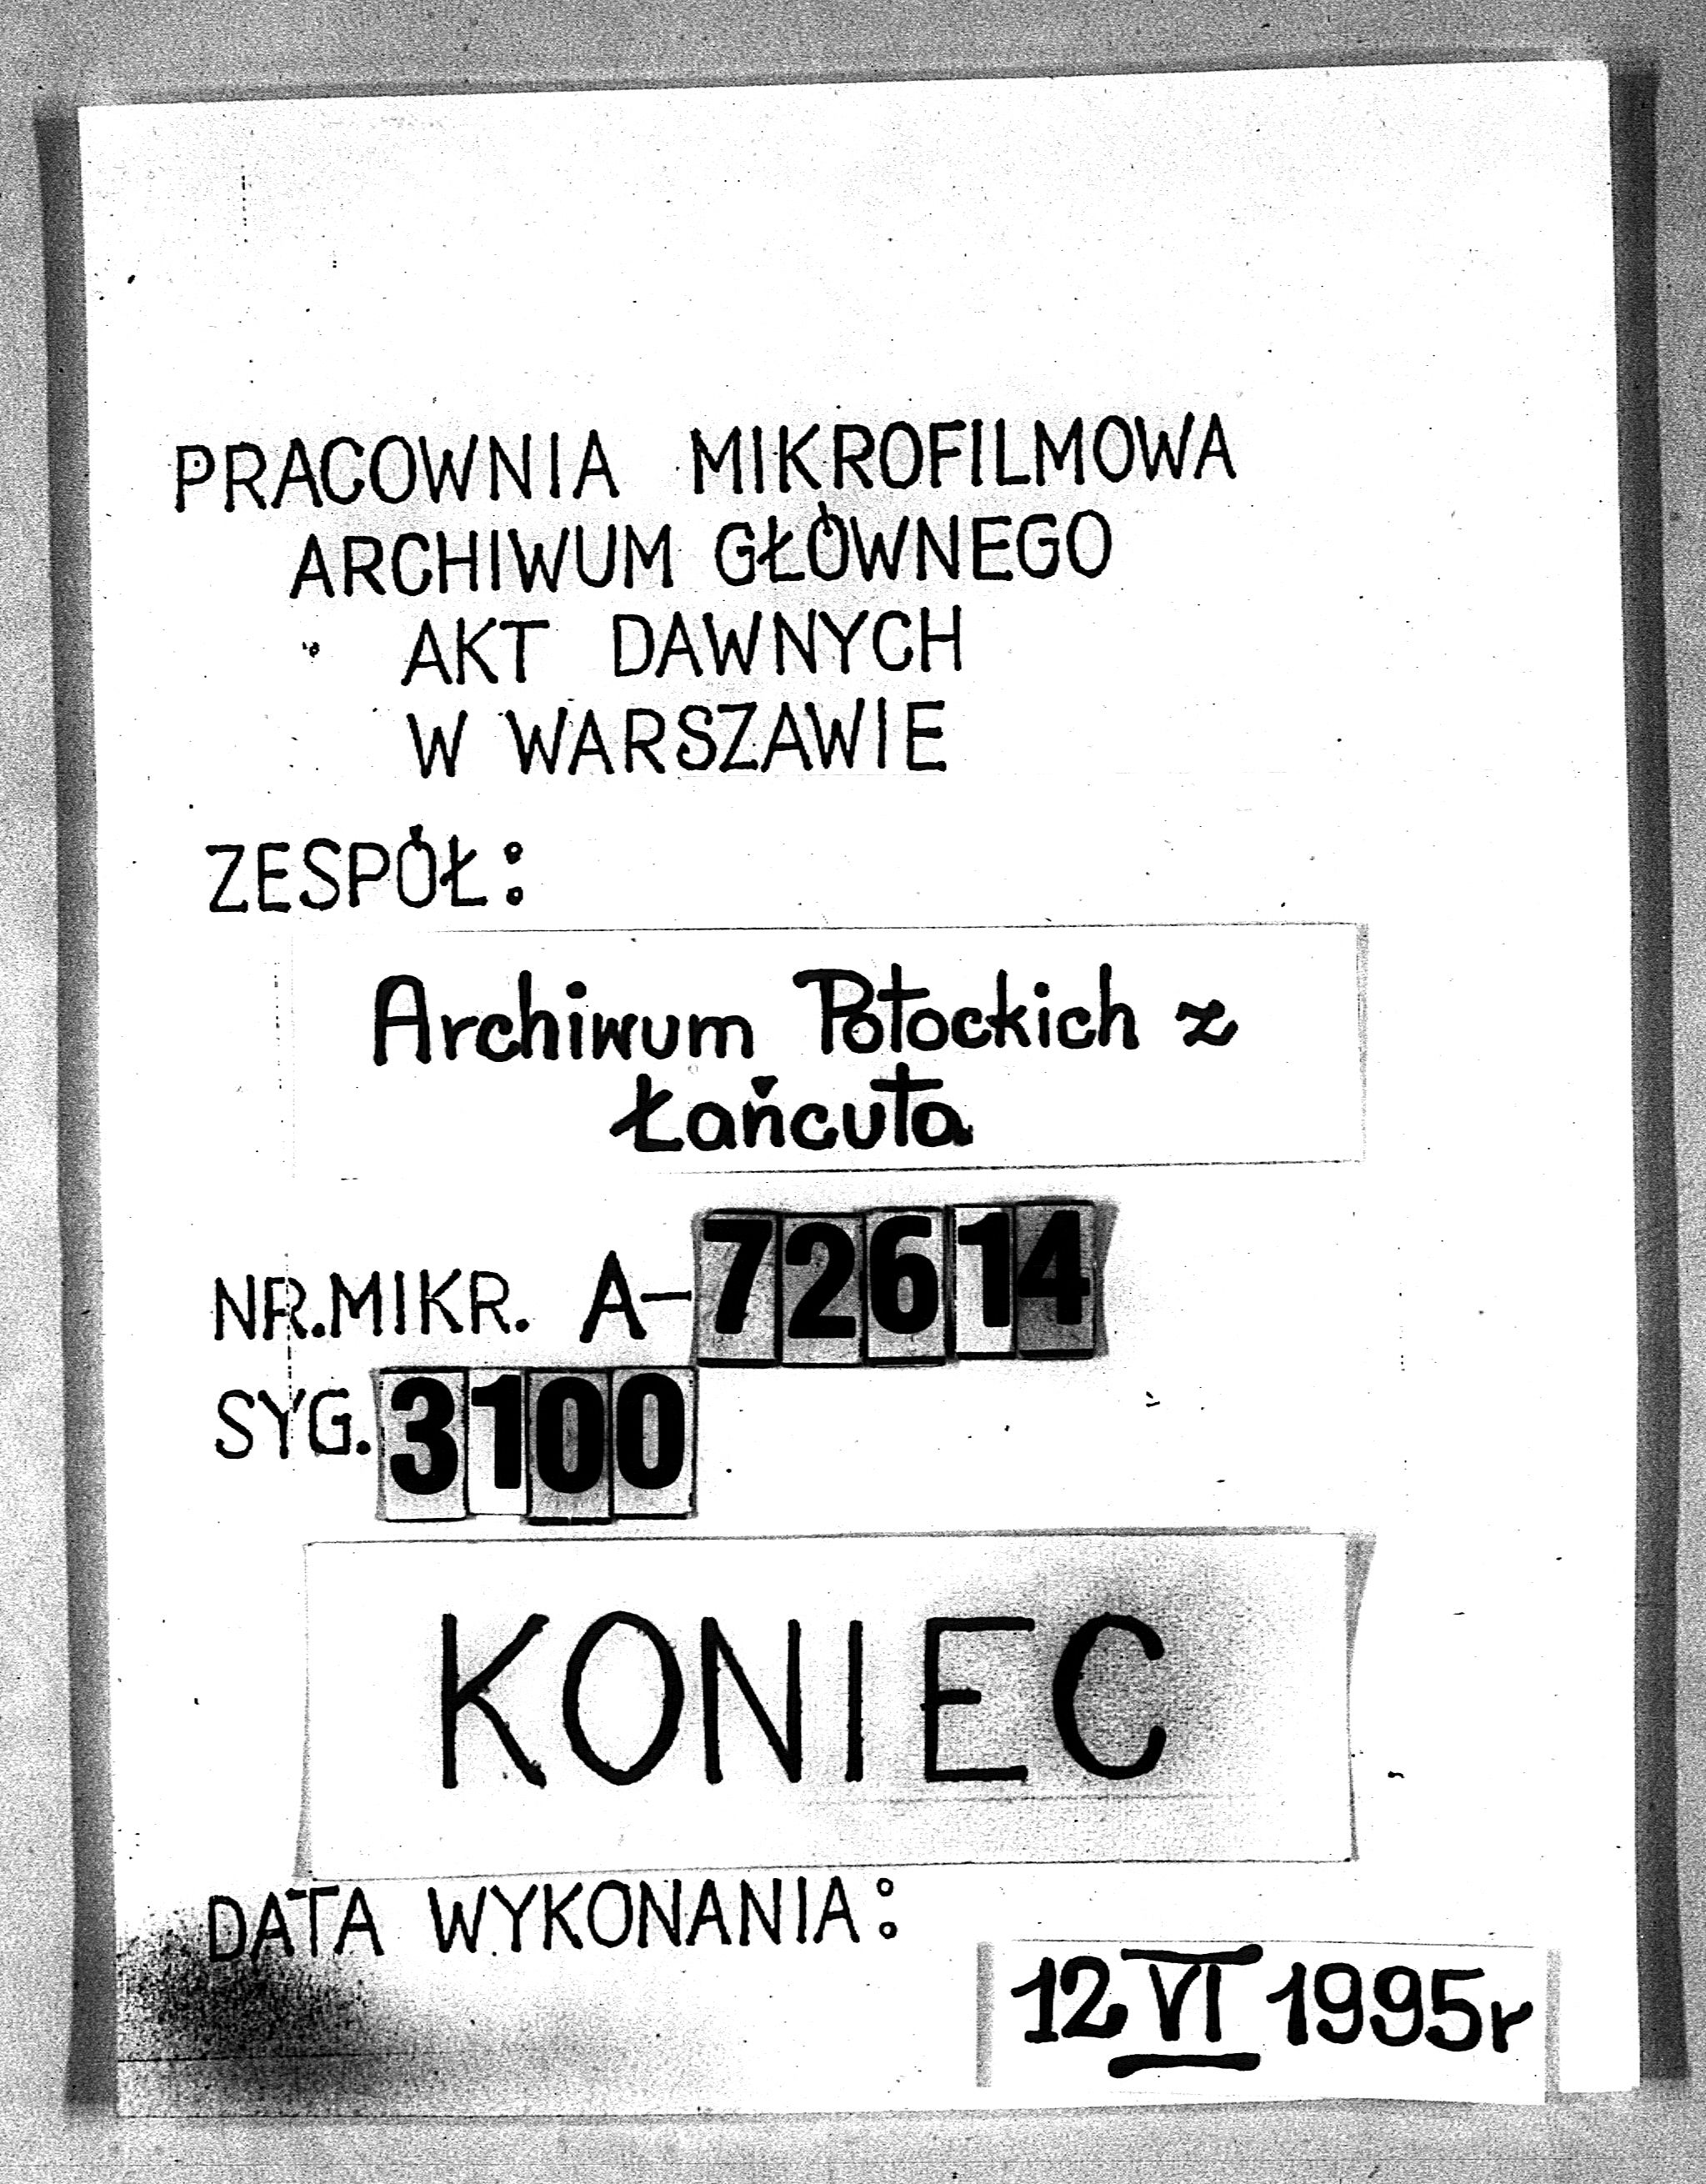 PRACOWNIA MIKROFILMOWA
ARCHIWUM GŁÓWNEGO
AKT DAWNYCH
W WARSZAWIE
ZESPÓŁ:
Archiwum Potockich z
Łańcuta
NR.MIKR. A-72614
SYG. 3100
KONIEC
DATA WYKONANIA:
12 VI 1995r